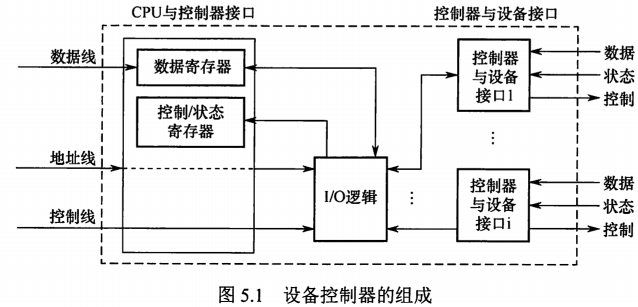 CPU与控制器接口
控制器与设备接口
数据线
数据寄存器
控制/状态
寄存器
地址线
控制线
I/O逻辑
控制器
与设备
接口1
数据
状态
控制
⋮
…
控制器
与设备
接口i
数据
状态
控制
图 5.1 设备控制器的组成